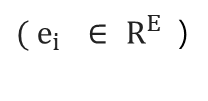 ( eᵢ ∈ Rᴱ )